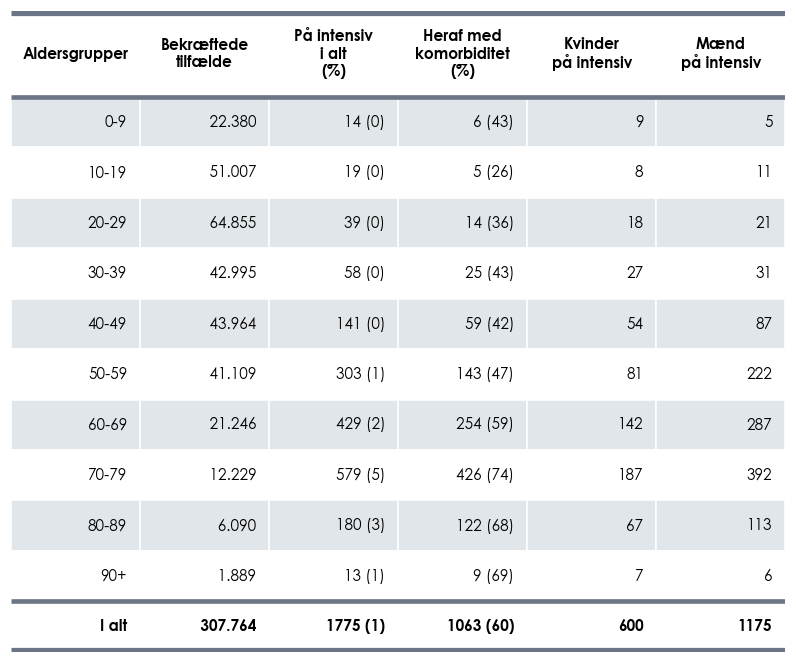 Aldersgrupper Bekræftede tilfælde På intensiv i alt (%) Heraf med komorbiditet (%) Kvinder på intensiv Mænd på intensiv
0-9 22.380 14 (0) 6 (43) 9 5
10-19 51.007 19 (0) 5 (26) 8 11
20-29 64.855 39 (0) 14 (36) 18 21
30-39 42.995 58 (0) 25 (43) 27 31
40-49 43.964 141 (0) 59 (42) 54 87
50-59 41.109 303 (1) 143 (47) 81 222
60-69 21.246 429 (2) 254 (59) 142 287
70-79 12.229 579 (5) 426 (74) 187 392
80-89 6.090 180 (3) 122 (68) 67 113
90+ 1.889 13 (1) 9 (69) 7 6
I alt 307.764 1775 (1) 1063 (60) 600 1175